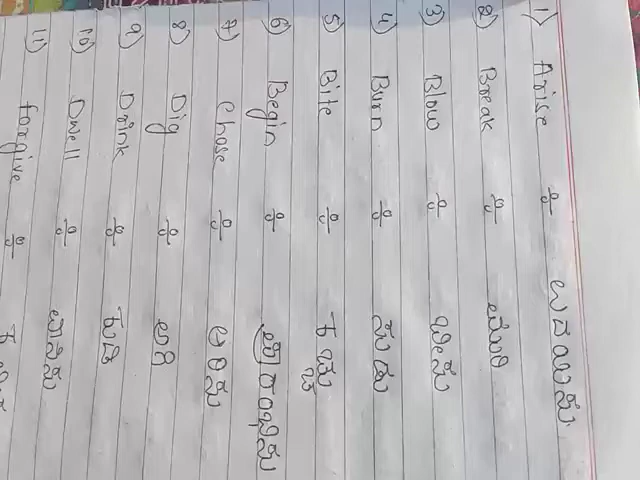 1) Arise : ಉದಯಿಸು
2) Break : ಮುರಿ
3) Blow : ಬೀಸು
4) Burn : ಸುಡು
5) Bite : ಕಚ್ಚು
6) Begin : ಪ್ರಾರಂಭಿಸು
7) Chose : ಆರಿಸು
8) Dig : ಅಗಿ
9) Drink : ಕುಡಿ
10) Dwell : ವಾಸಿಸು
11) forgive :